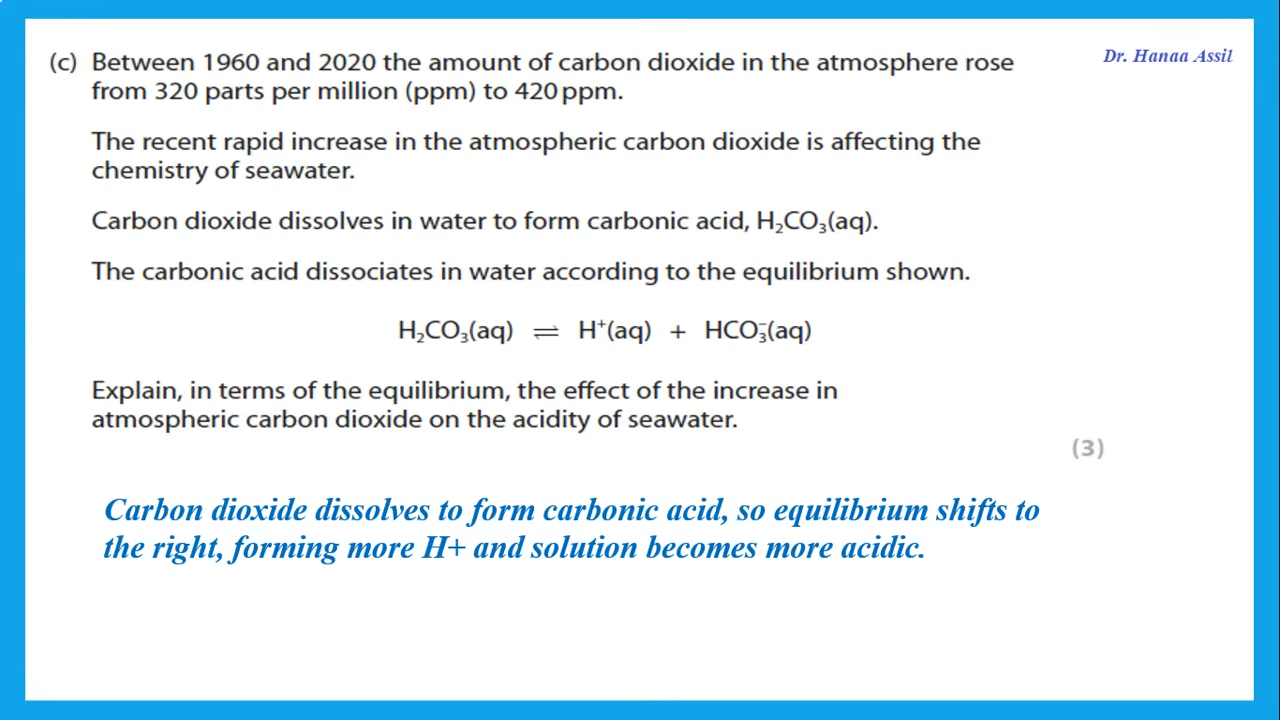 Dr. Hanaa Assil
(c) Between 1960 and 2020 the amount of carbon dioxide in the atmosphere rose
from 320 parts per million (ppm) to 420 ppm.
The recent rapid increase in the atmospheric carbon dioxide is affecting the
chemistry of seawater.
Carbon dioxide dissolves in water to form carbonic acid, H₂CO₃(aq).
The carbonic acid dissociates in water according to the equilibrium shown.
H₂CO₃(aq) ⇌ H⁺(aq) + HCO₃⁻(aq)
Explain, in terms of the equilibrium, the effect of the increase in
atmospheric carbon dioxide on the acidity of seawater.
(3)
Carbon dioxide dissolves to form carbonic acid, so equilibrium shifts to
the right, forming more H+ and solution becomes more acidic.